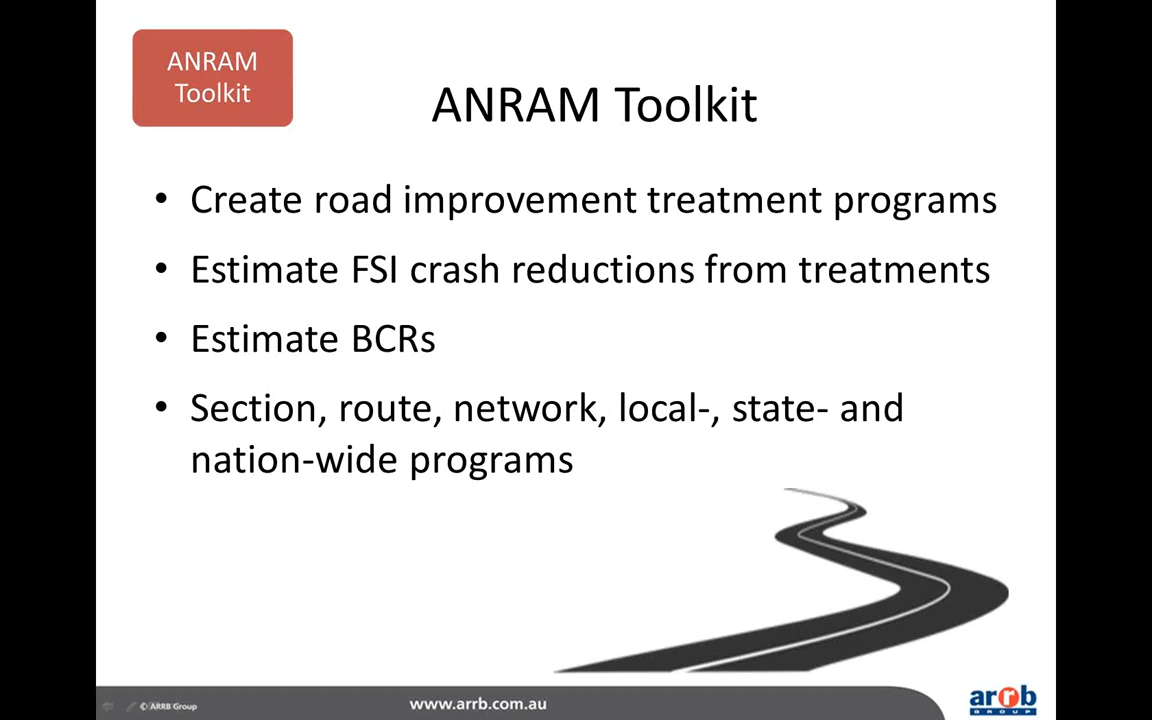 ANRAM
Toolkit
ANRAM Toolkit
• Create road improvement treatment programs
• Estimate FSI crash reductions from treatments
• Estimate BCRs
• Section, route, network, local-, state- and
nation-wide programs
© ARRB Group
www.arrb.com.au
arrb
GROUP